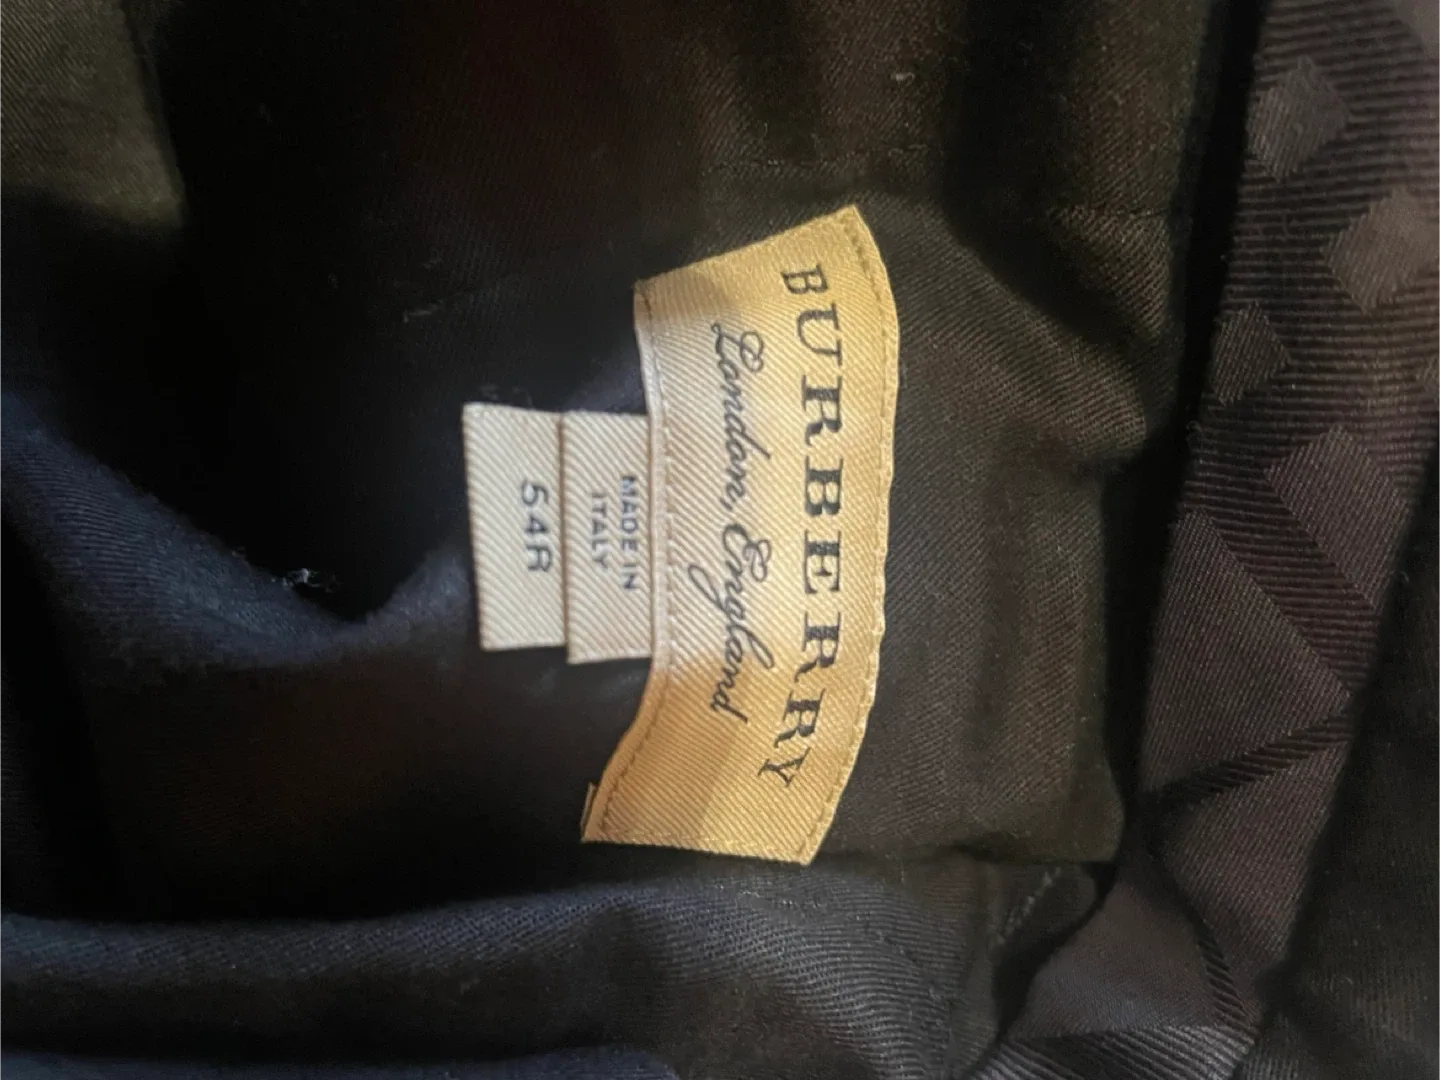 BURBERRY
London, England
MADE IN
ITALY
54R